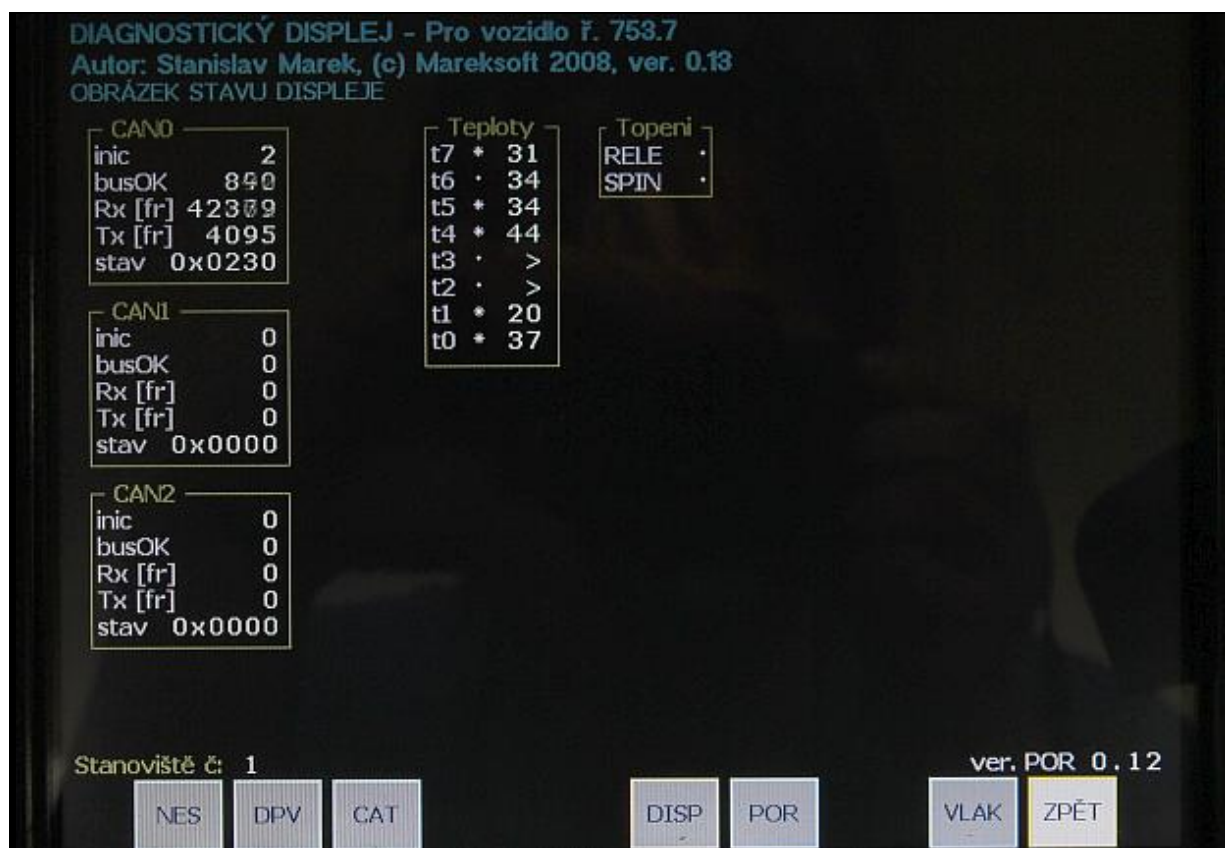 DIAGNOSTICKÝ DISPLEJ - Pro vozidlo ř. 753.7
Autor: Stanislav Marek, (c) Mareksoft 2008, ver. 0.13
OBRÁZEK STAVU DISPLEJE
CAN0
inic 2
busOK
Rx [fr]
Tx [fr] 4095
stav 0x0230
CAN1
inic 0
busOK 0
Rx [fr] 0
Tx [fr] 0
stav 0x0000
CAN2
inic 0
busOK 0
Rx [fr] 0
Tx [fr] 0
stav 0x0000
Teploty
t7 * 31
t6 · 34
t5 * 34
t4 * 44
t3 · >
t2 · >
t1 * 20
t0 * 37
Topeni
RELE ·
SPIN ·
Stanoviště č: 1
ver. POR 0.12
NES DPV CAT DISP POR VLAK ZPĚT